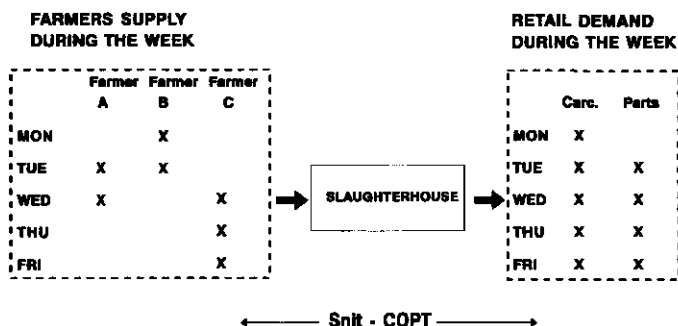 FARMERS SUPPLY
DURING THE WEEK
Farmer Farmer Farmer
A B C
MON X
TUE X X
WED X X
THU X
FRI X
SLAUGHTERHOUSE
RETAIL DEMAND
DURING THE WEEK
Carc. Parts
MON X
TUE X X
WED X X
THU X X
FRI X X
Snit - COPT